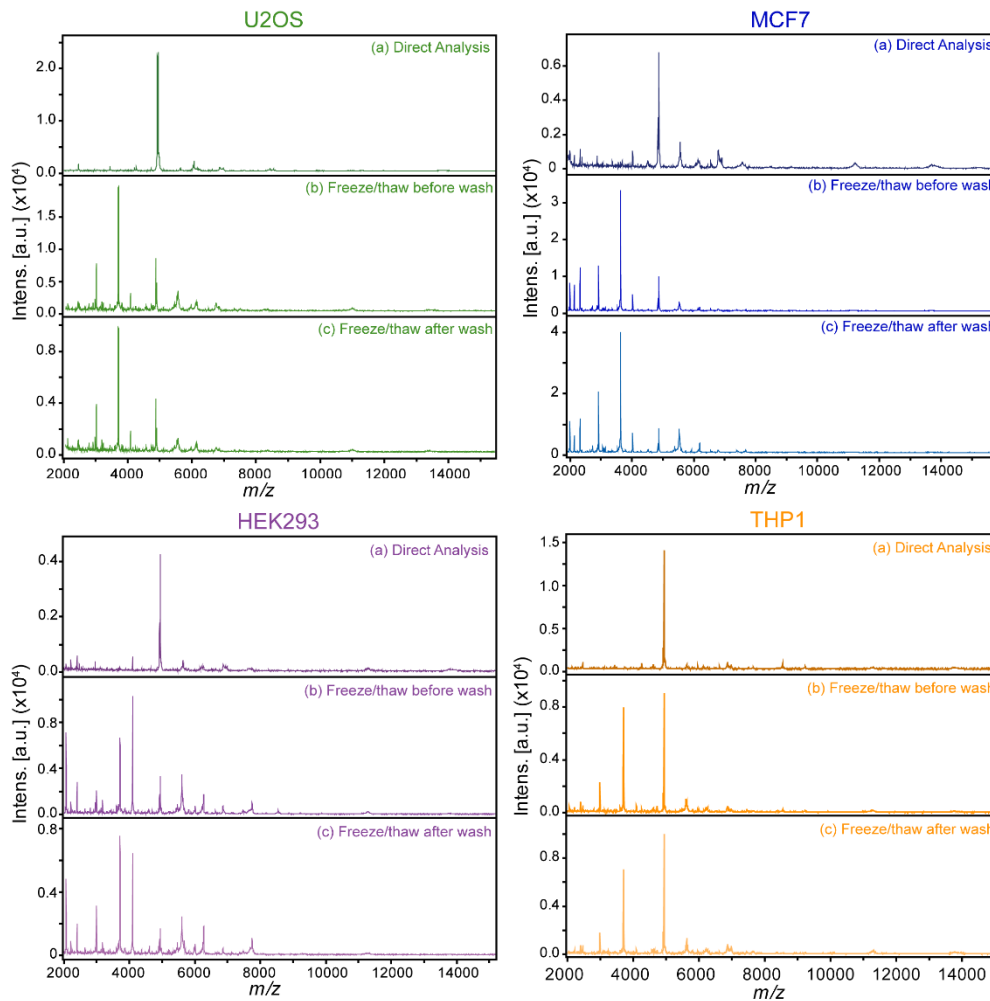 U2OS
(a) Direct Analysis
2.0
1.0
0.0
(b) Freeze/thaw before wash
1.5
1.0
0.5
0.0
(c) Freeze/thaw after wash
0.8
0.4
0.0
Intens. [a.u.] (x10⁴)
2000 4000 6000 8000 10000 12000 14000
m/z
MCF7
(a) Direct Analysis
0.6
0.4
0.2
0.0
(b) Freeze/thaw before wash
3
2
1
0
(c) Freeze/thaw after wash
4
2
0
Intens. [a.u.] (x10⁴)
2000 4000 6000 8000 10000 12000 14000
m/z
HEK293
(a) Direct Analysis
0.4
0.2
0.0
(b) Freeze/thaw before wash
0.8
0.4
0.0
(c) Freeze/thaw after wash
0.8
0.4
0
Intens. [a.u.] (x10⁴)
2000 4000 6000 8000 10000 12000 14000
m/z
THP1
(a) Direct Analysis
1.5
1.0
0.5
0.0
(b) Freeze/thaw before wash
0.8
0.4
0.0
(c) Freeze/thaw after wash
0.8
0.4
0.0
Intens. [a.u.] (x10⁴)
2000 4000 6000 8000 10000 12000 14000
m/z